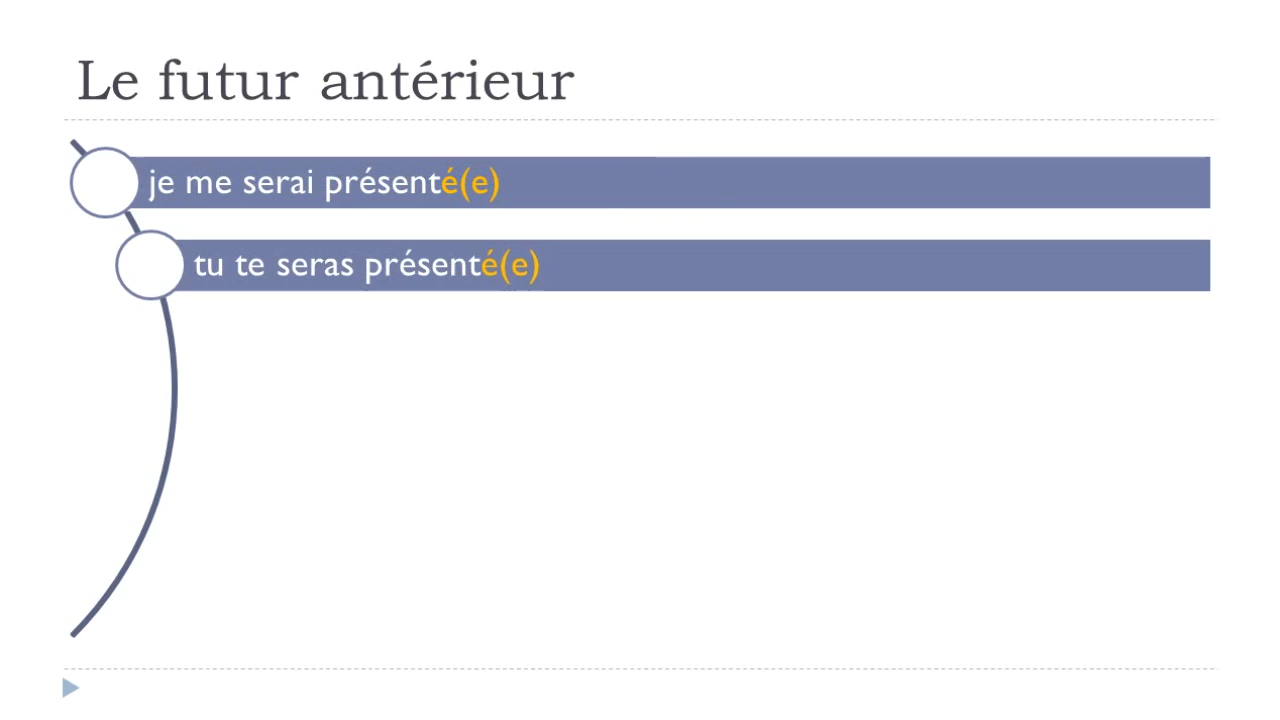 Le futur antérieur
je me serai présenté(e)
tu te seras présenté(e)